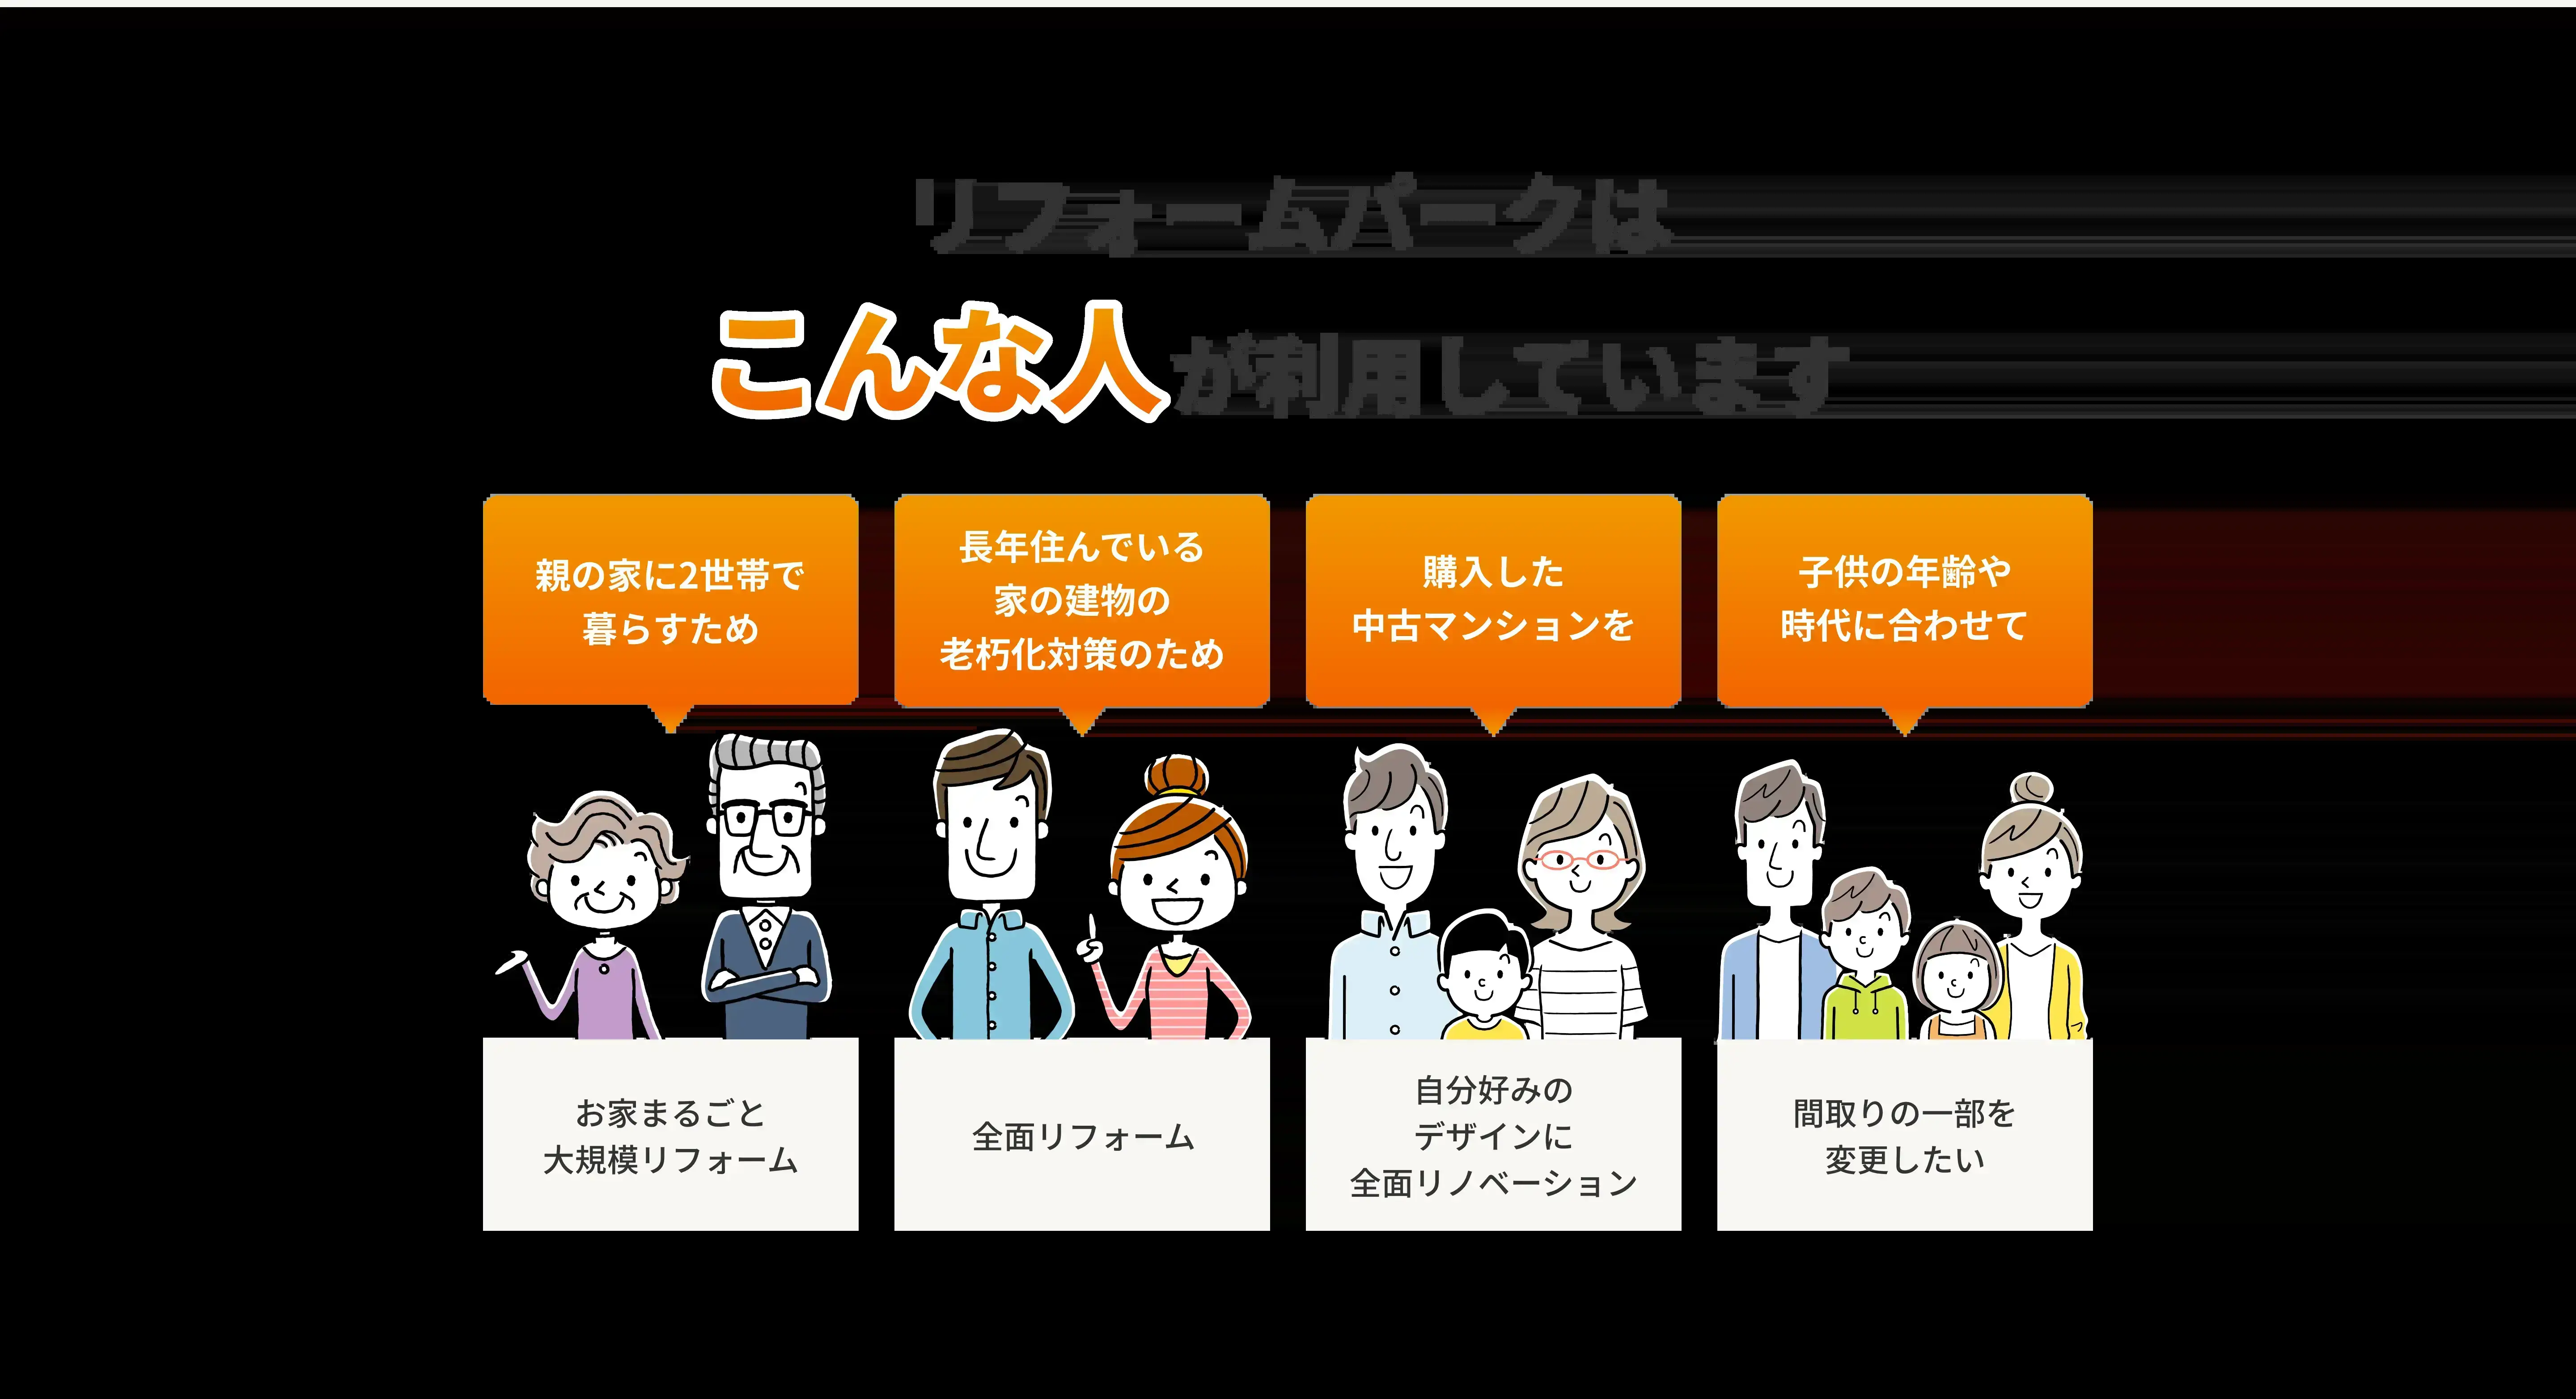 リフォームパークは
こんな人が利用しています
親の家に2世帯で
暮らすため
長年住んでいる
家の建物の
老朽化対策のため
購入した
中古マンションを
子供の年齢や
時代に合わせて
お家まるごと
大規模リフォーム
全面リフォーム
自分好みの
デザインに
全面リノベーション
間取りの一部を
変更したい